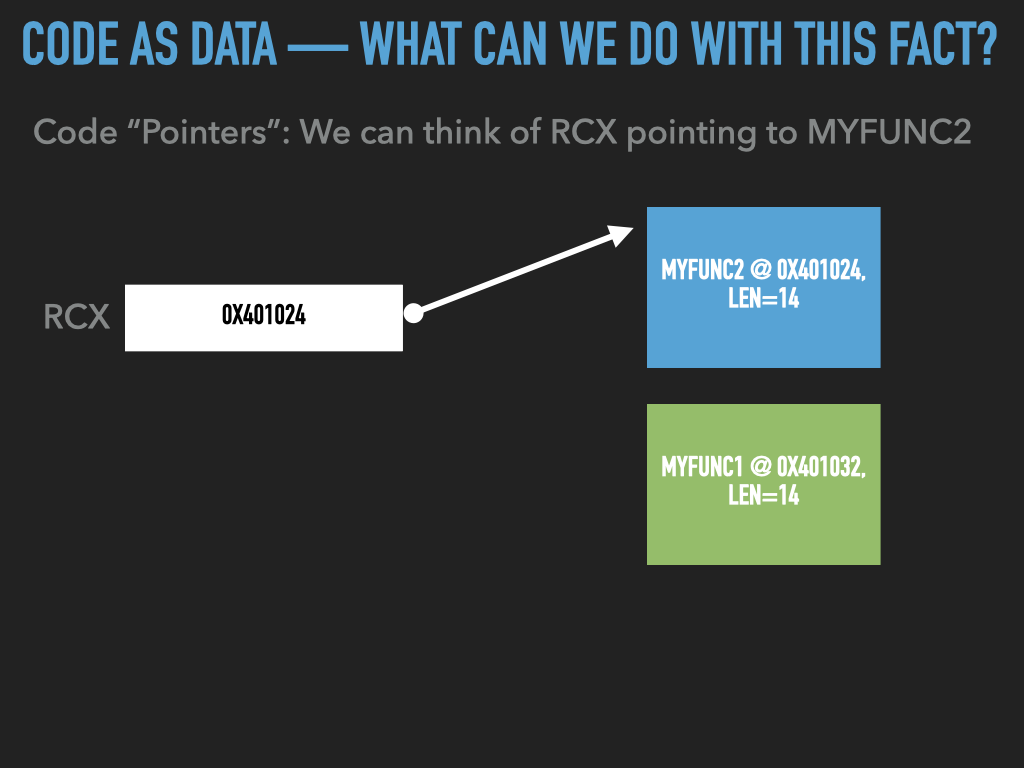 CODE AS DATA — WHAT CAN WE DO WITH THIS FACT?
Code “Pointers”: We can think of RCX pointing to MYFUNC2
MYFUNC2 @ 0X401024,
LEN=14
RCX
0X401024
MYFUNC1 @ 0X401032,
LEN=14